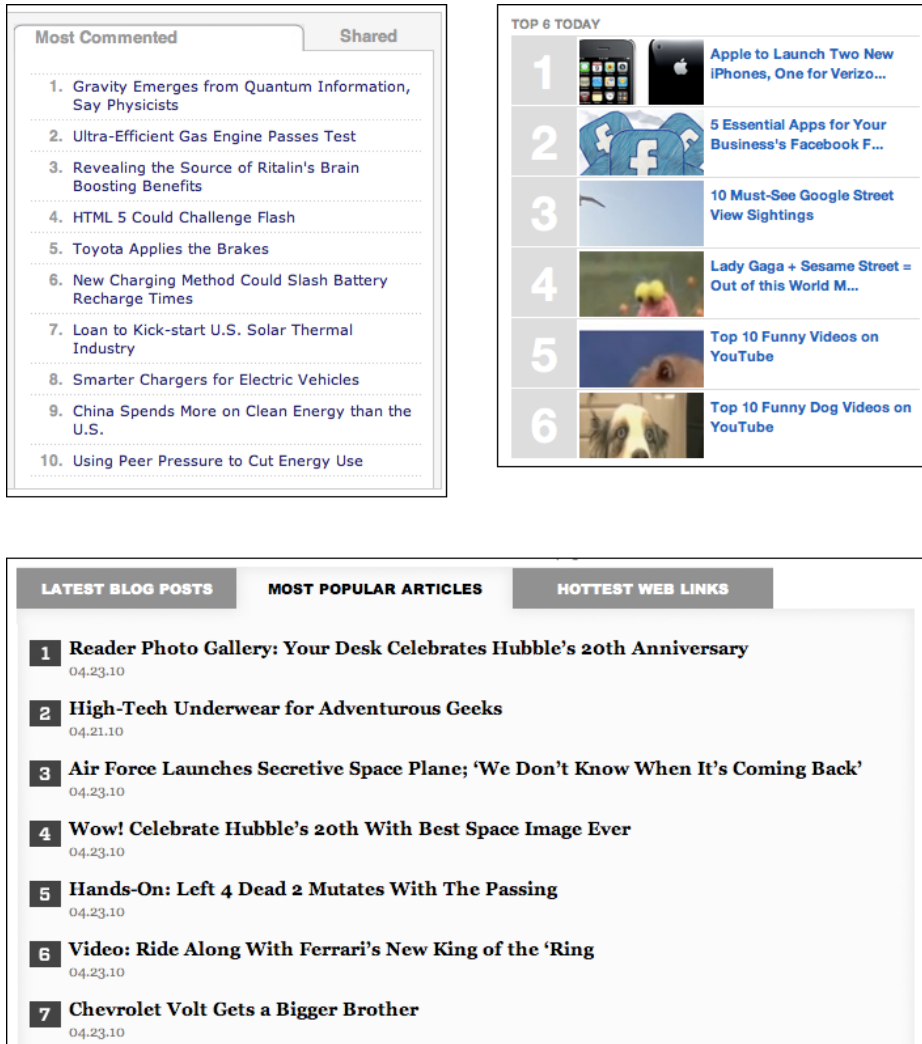 Most Commented
Shared
1. Gravity Emerges from Quantum Information,
Say Physicists
2. Ultra-Efficient Gas Engine Passes Test
3. Revealing the Source of Ritalin's Brain
Boosting Benefits
4. HTML 5 Could Challenge Flash
5. Toyota Applies the Brakes
6. New Charging Method Could Slash Battery
Recharge Times
7. Loan to Kick-start U.S. Solar Thermal
Industry
8. Smarter Chargers for Electric Vehicles
9. China Spends More on Clean Energy than the
U.S.
10. Using Peer Pressure to Cut Energy Use
TOP 6 TODAY
1
Apple to Launch Two New
iPhones, One for Verizo...
2
5 Essential Apps for Your
Business's Facebook F...
3
10 Must-See Google Street
View Sightings
4
Lady Gaga + Sesame Street =
Out of this World M...
5
Top 10 Funny Videos on
YouTube
6
Top 10 Funny Dog Videos on
YouTube
LATEST BLOG POSTS
MOST POPULAR ARTICLES
HOTTEST WEB LINKS
1 Reader Photo Gallery: Your Desk Celebrates Hubble's 20th Anniversary
04.23.10
2 High-Tech Underwear for Adventurous Geeks
04.21.10
3 Air Force Launches Secretive Space Plane; ‘We Don’t Know When It’s Coming Back’
04.23.10
4 Wow! Celebrate Hubble’s 20th With Best Space Image Ever
04.23.10
5 Hands-On: Left 4 Dead 2 Mutates With The Passing
04.23.10
6 Video: Ride Along With Ferrari’s New King of the ‘Ring
04.23.10
7 Chevrolet Volt Gets a Bigger Brother
04.23.10